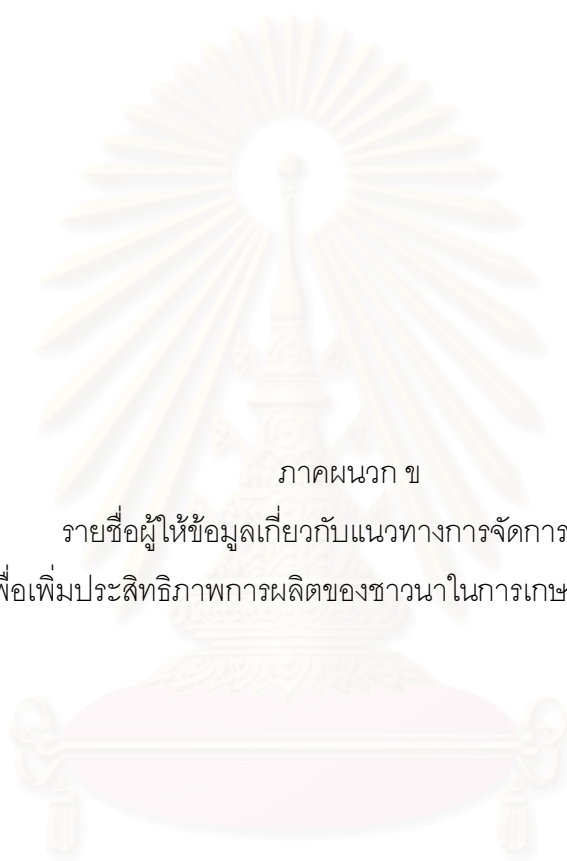 ภาคผนวก ข
รายชื่อผู้ให้ข้อมูลเกี่ยวกับแนวทางการจัดการ
พื่อเพิ่มประสิทธิภาพการผลิตของชาวนาในการเกษ